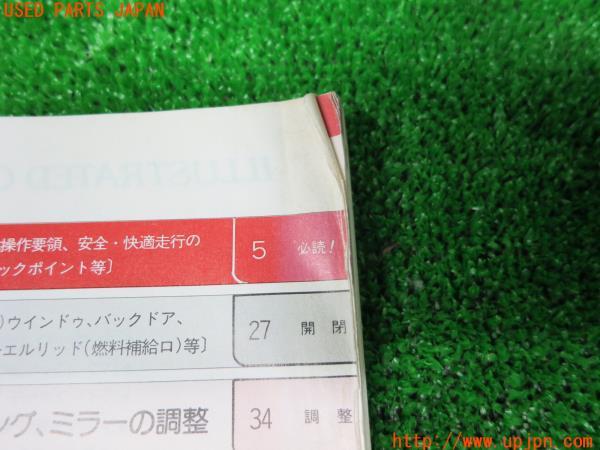 USED PARTS JAPAN
ILLUSTRATED
操作要領、安全・快適走行の
ックポイント等〕
5 必読!
)ウインドゥ、バックドア、
エルリッド(燃料補給口)等〕
27 開閉
グ、ミラーの調整
34 調整
http://www.upjpn.com/